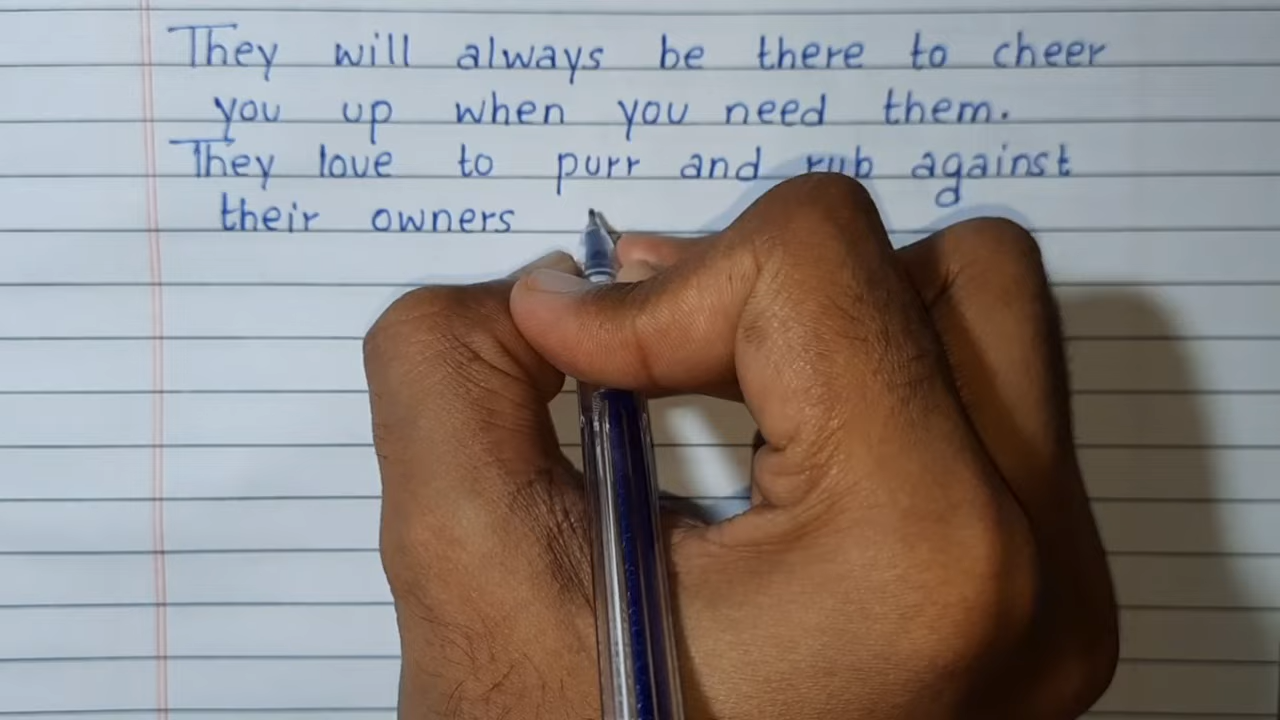 They will always be there to cheer
you up when you need them.
They love to purr and rub against
their owners